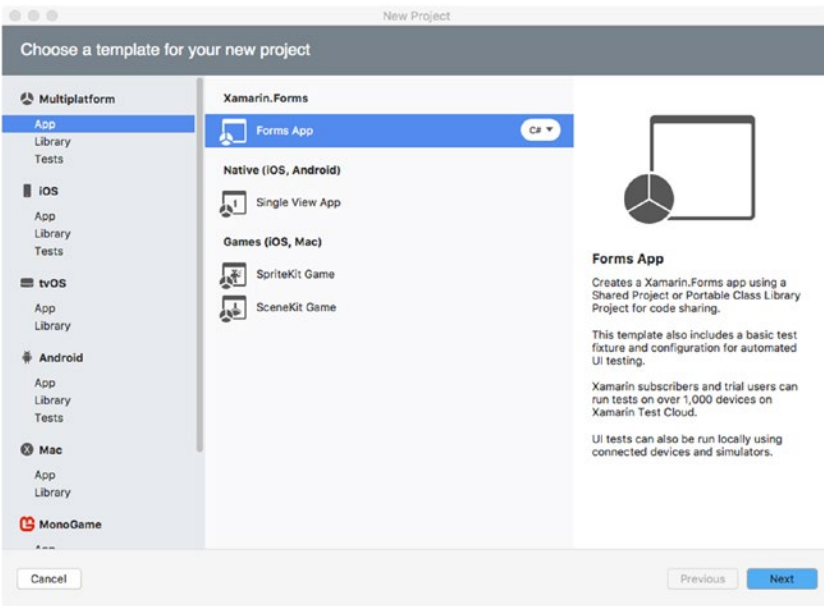 New Project
Choose a template for your new project
Multiplatform
App
Library
Tests
iOS
App
Library
Tests
tvOS
App
Library
Android
App
Library
Tests
Mac
App
Library
MonoGame
App
Xamarin.Forms
Forms App
C#
Native (iOS, Android)
1
Single View App
Games (iOS, Mac)
SpriteKit Game
SceneKit Game
Forms App
Creates a Xamarin.Forms app using a
Shared Project or Portable Class Library
Project for code sharing.
This template also includes a basic test
fixture and configuration for automated
UI testing.
Xamarin subscribers and trial users can
run tests on over 1,000 devices on
Xamarin Test Cloud.
UI tests can also be run locally using
connected devices and simulators.
Cancel
Previous
Next